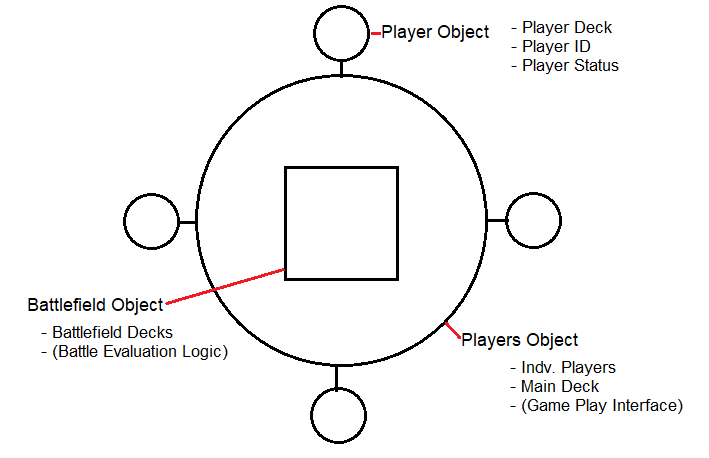 Player Object
- Player Deck
- Player ID
- Player Status
Battlefield Object
- Battlefield Decks
- (Battle Evaluation Logic)
Players Object
- Indv. Players
- Main Deck
- (Game Play Interface)